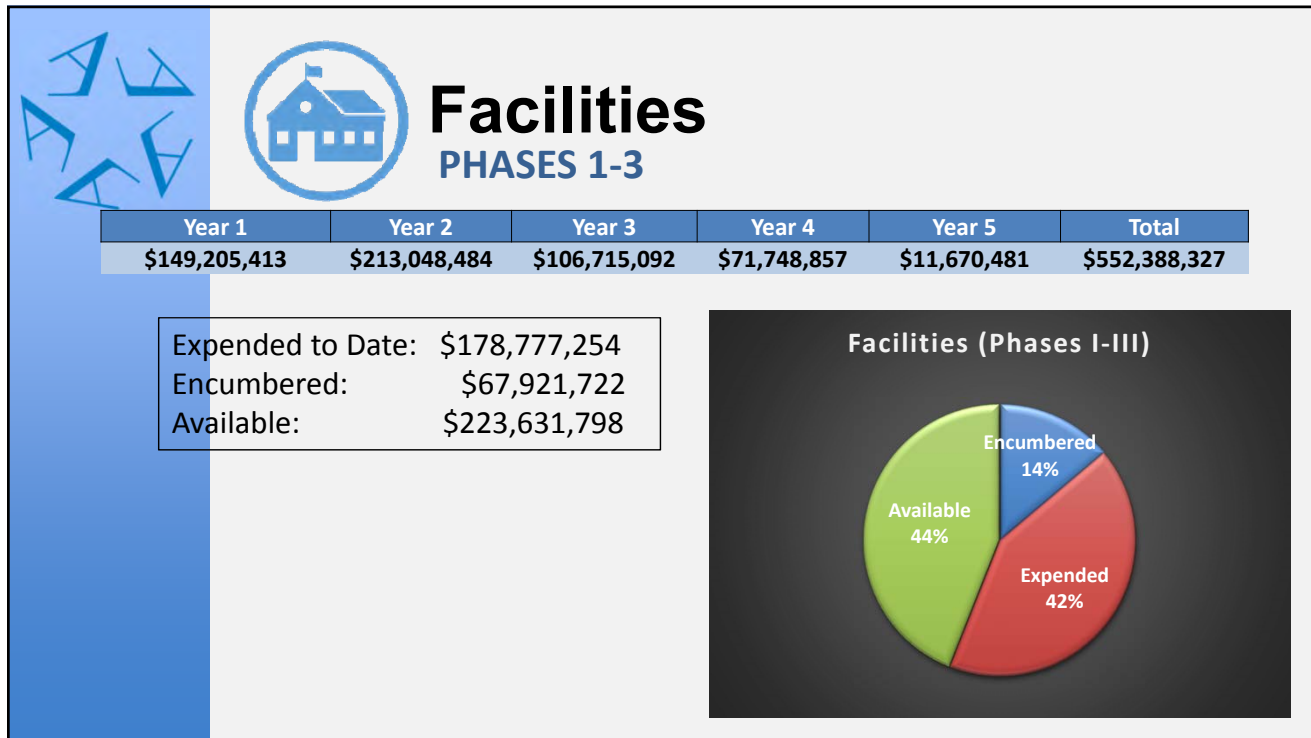 Facilities
PHASES 1-3
Year 1 Year 2 Year 3 Year 4 Year 5 Total
$149,205,413 $213,048,484 $106,715,092 $71,748,857 $11,670,481 $552,388,327
Expended to Date: $178,777,254
Encumbered: $67,921,722
Available: $223,631,798
Facilities (Phases I-III)
Encumbered
14%
Available
44%
Expended
42%